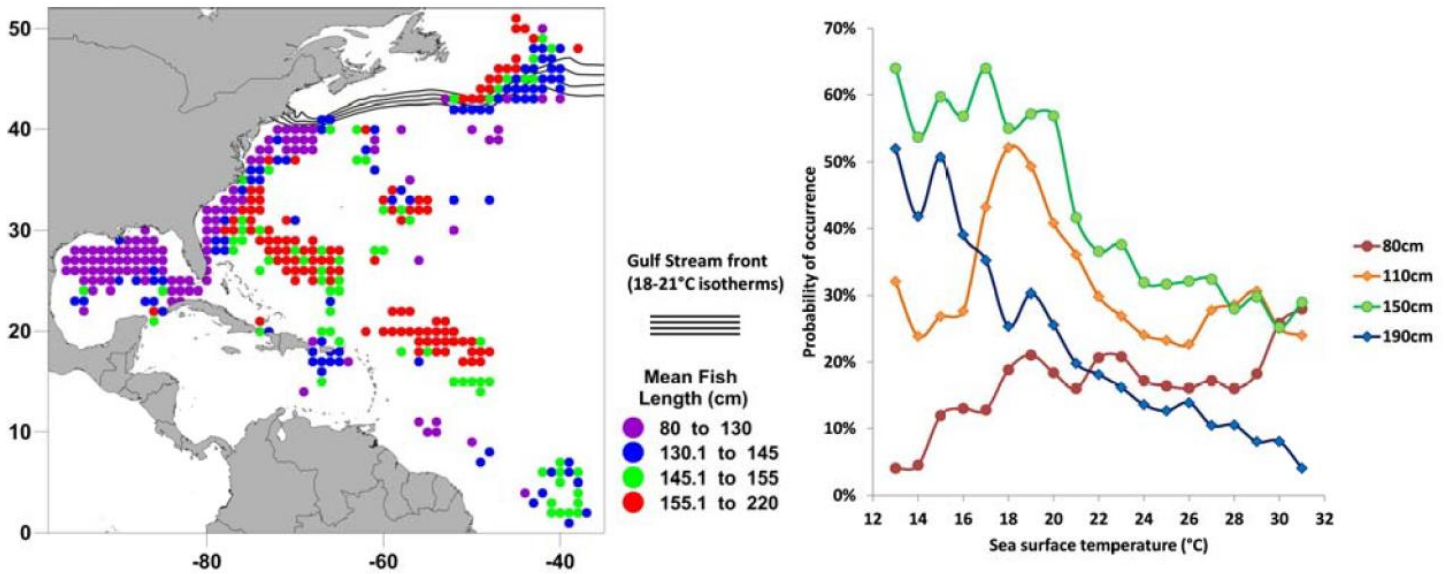 50
40
30
20
10
0
-80
-60
-40
Gulf Stream front
(18-21°C isotherms)
Mean Fish
Length (cm)
80 to 130
130.1 to 145
145.1 to 155
155.1 to 220
Probability of occurrence
70%
60%
50%
40%
30%
20%
10%
0%
12 14 16 18 20 22 24 26 28 30 32
Sea surface temperature (°C)
80cm
110cm
150cm
190cm